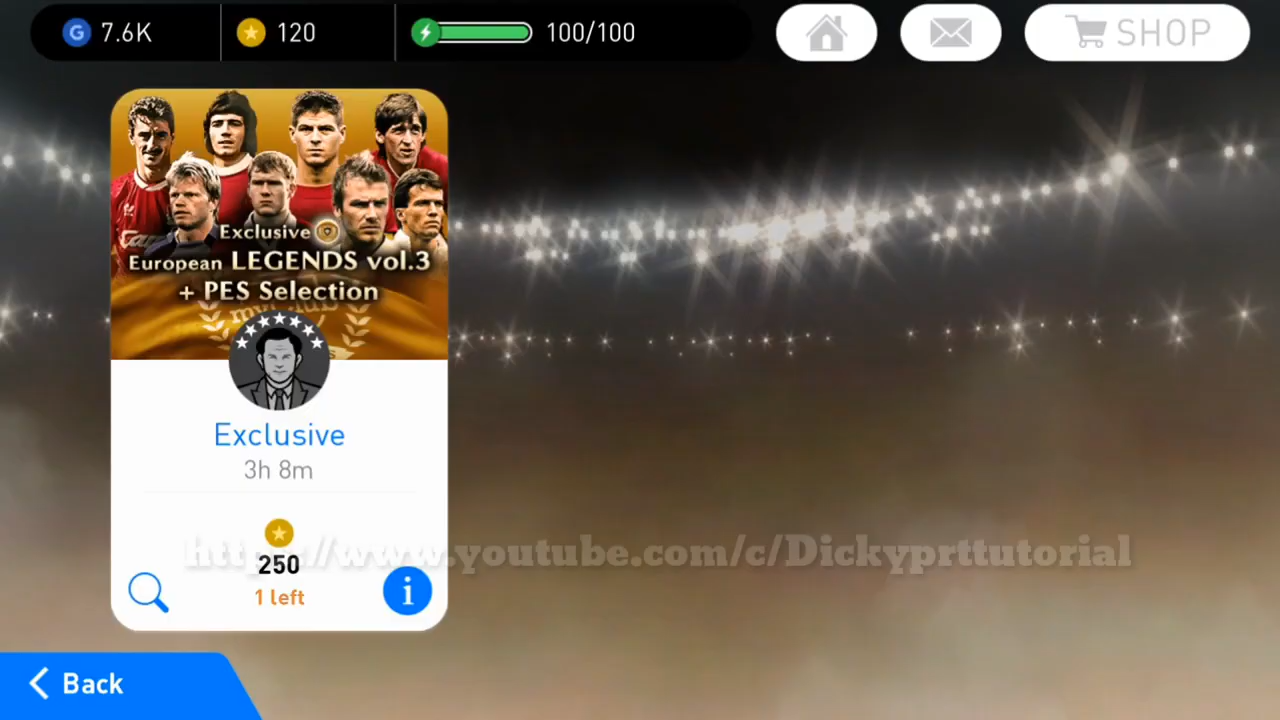 G 7.6K
120
100/100
SHOP
Exclusive
European LEGENDS vol.3
+ PES Selection
myClub
Exclusive
3h 8m
https://www.youtube.com/c/Dickyprttutorial
250
1 left
i
Back